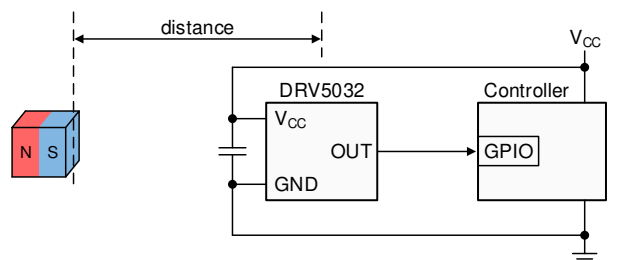 distance
V_CC
DRV5032
Controller
V_CC
N S
OUT
GPIO
GND